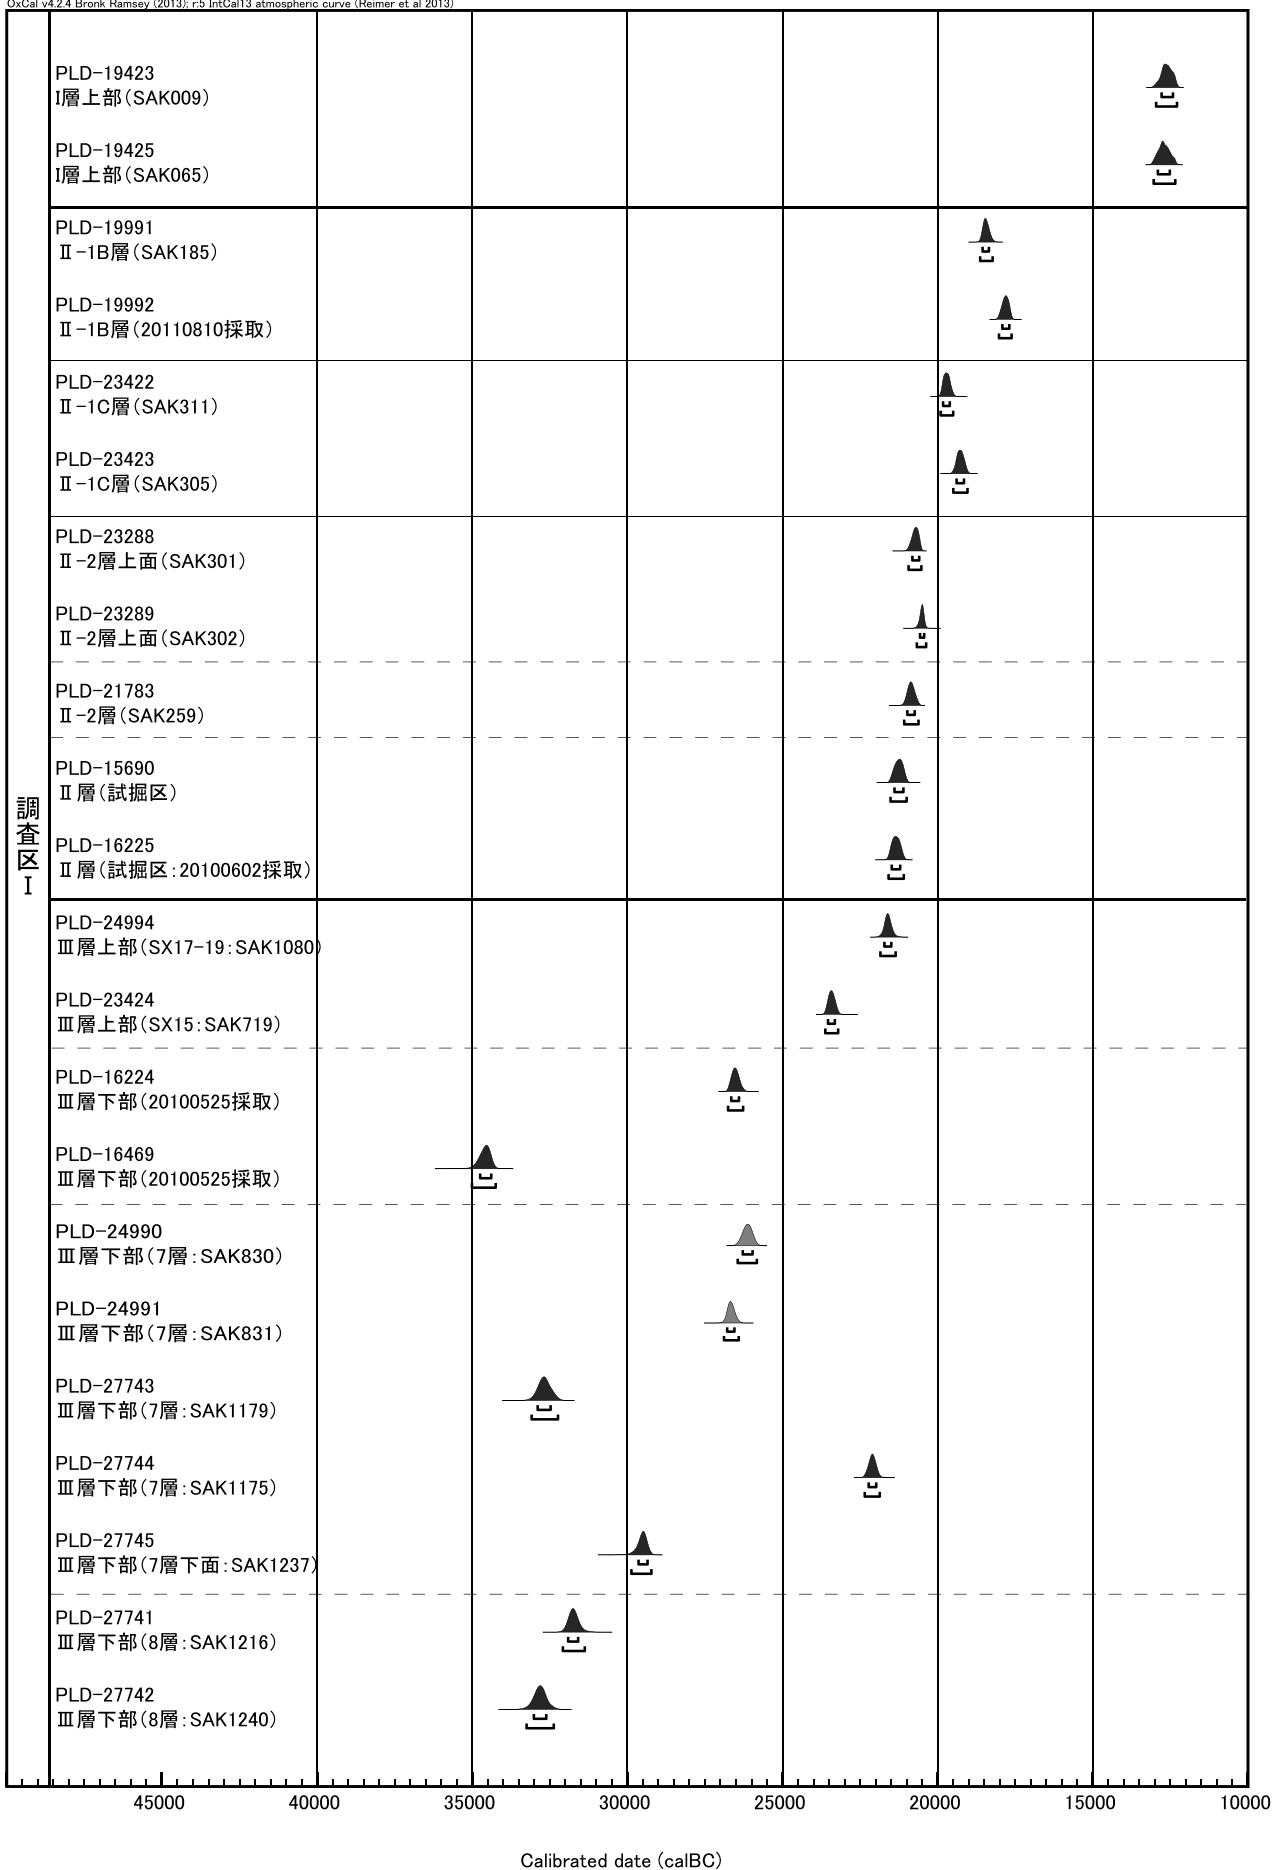 OxCal v4.2.4 Bronk Ramsey (2013); r:5 IntCal13 atmospheric curve (Reimer et al 2013)
PLD-19423
Ⅰ層上部(SAK009)
PLD-19425
Ⅰ層上部(SAK065)
PLD-19991
Ⅱ-1B層(SAK185)
PLD-19992
Ⅱ-1B層(20110810採取)
PLD-23422
Ⅱ-1C層(SAK311)
PLD-23423
Ⅱ-1C層(SAK305)
PLD-23288
Ⅱ-2層上面(SAK301)
PLD-23289
Ⅱ-2層上面(SAK302)
PLD-21783
Ⅱ-2層(SAK259)
PLD-15690
Ⅱ層(試掘区)
PLD-16225
Ⅱ層(試掘区:20100602採取)
調査区Ⅰ
PLD-24994
Ⅲ層上部(SX17-19:SAK1080)
PLD-23424
Ⅲ層上部(SX15:SAK719)
PLD-16224
Ⅲ層下部(20100525採取)
PLD-16469
Ⅲ層下部(20100525採取)
PLD-24990
Ⅲ層下部(7層:SAK830)
PLD-24991
Ⅲ層下部(7層:SAK831)
PLD-27743
Ⅲ層下部(7層:SAK1179)
PLD-27744
Ⅲ層下部(7層:SAK1175)
PLD-27745
Ⅲ層下部(7層下面:SAK1237)
PLD-27741
Ⅲ層下部(8層:SAK1216)
PLD-27742
Ⅲ層下部(8層:SAK1240)
45000 40000 35000 30000 25000 20000 15000 10000
Calibrated date (calBC)